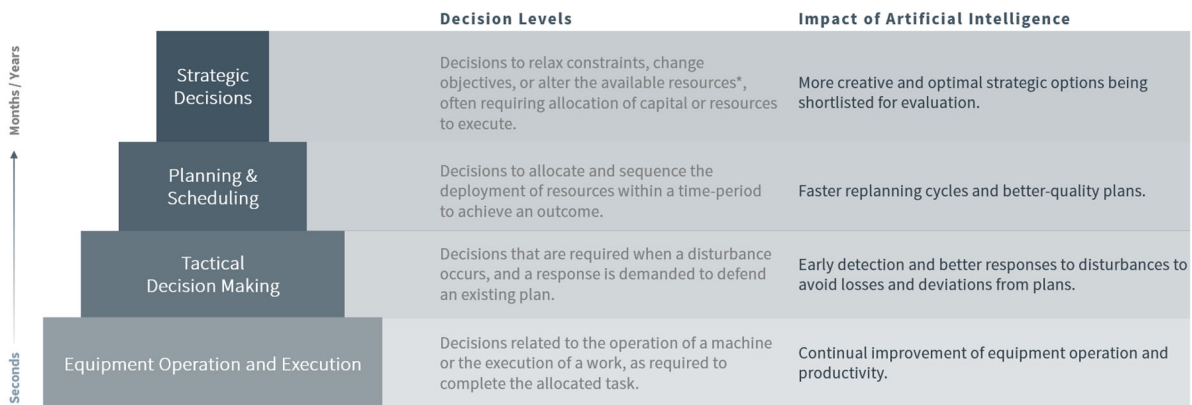 Decision Levels
Impact of Artificial Intelligence
Months / Years
Strategic
Decisions
Decisions to relax constraints, change
objectives, or alter the available resources*,
often requiring allocation of capital or resources
to execute.
More creative and optimal strategic options being
shortlisted for evaluation.
Planning &
Scheduling
Decisions to allocate and sequence the
deployment of resources within a time-period
to achieve an outcome.
Faster replanning cycles and better-quality plans.
Tactical
Decision Making
Decisions that are required when a disturbance
occurs, and a response is demanded to defend
an existing plan.
Early detection and better responses to disturbances to
avoid losses and deviations from plans.
Seconds
Equipment Operation and Execution
Decisions related to the operation of a machine
or the execution of a work, as required to
complete the allocated task.
Continual improvement of equipment operation and
productivity.